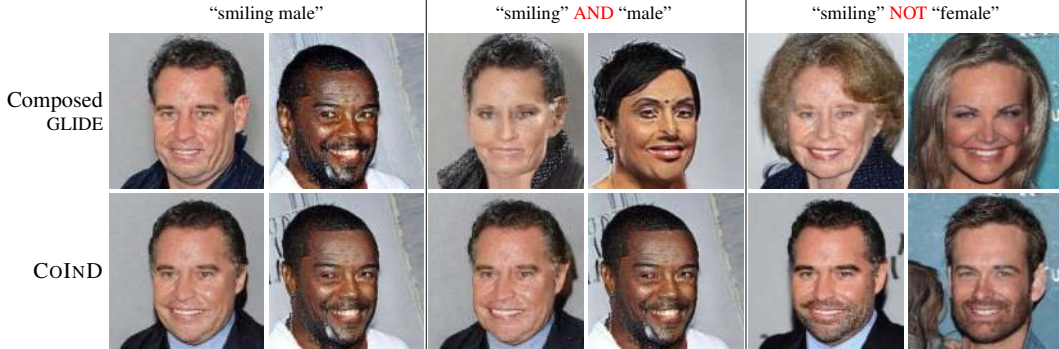 “smiling male”
“smiling” AND “male”
“smiling” NOT “female”
Composed
GLIDE
COIND